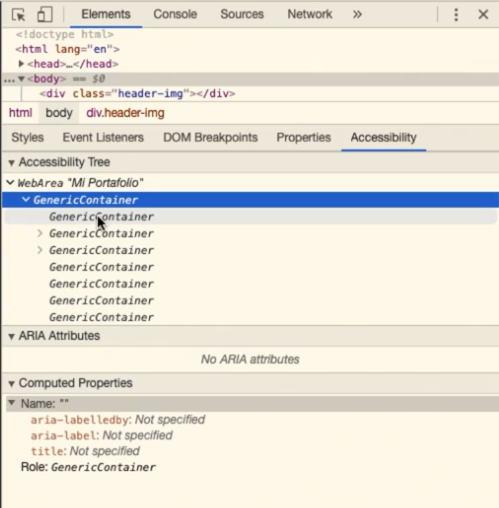 Elements Console Sources Network »
<!doctype html>
<html lang="en">
▶<head>…</head>
…▼<body> == $0
<div class="header-img"></div>
html body div.header-img
Styles Event Listeners DOM Breakpoints Properties Accessibility
▼ Accessibility Tree
WebArea "Mi Portafolio"
GenericContainer
GenericContainer
GenericContainer
GenericContainer
GenericContainer
GenericContainer
GenericContainer
GenericContainer
▼ ARIA Attributes
No ARIA attributes
▼ Computed Properties
▼ Name: ""
aria-labelledby: Not specified
aria-label: Not specified
title: Not specified
Role: GenericContainer